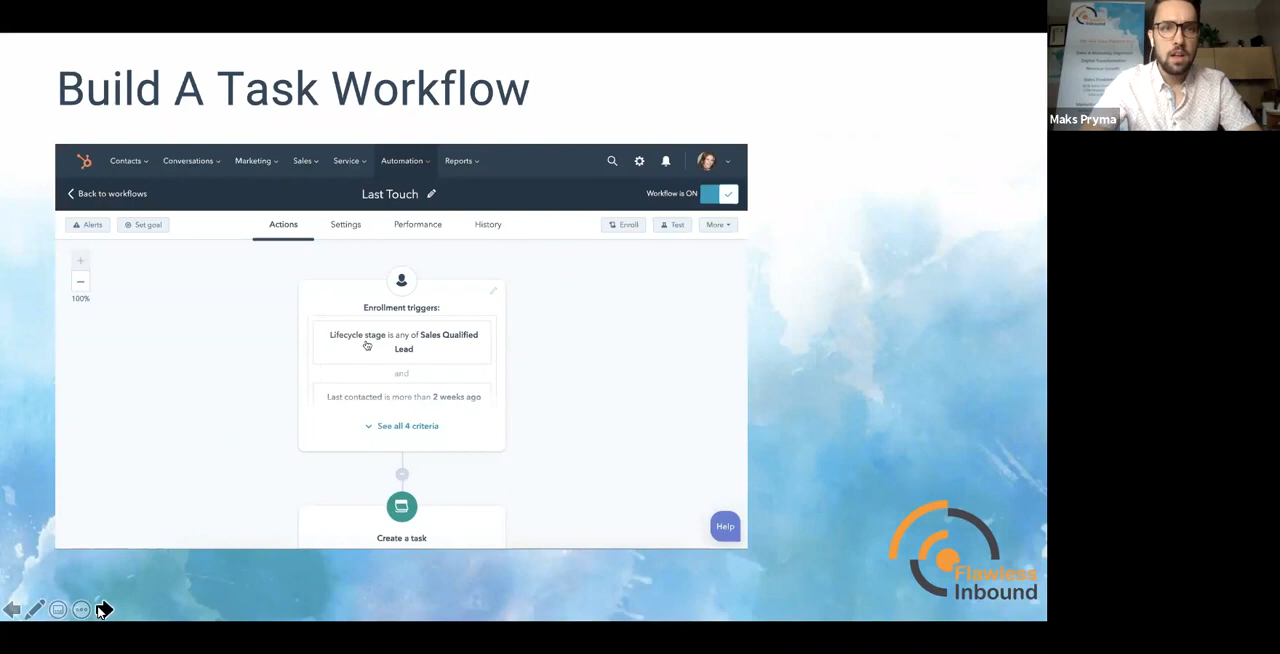 Build A Task Workflow
Contacts
Conversations
Marketing
Sales
Service
Automation
Reports
Back to workflows
Last Touch
Workflow is ON
Alerts
Set goal
Actions
Settings
Performance
History
Enroll
Test
More
100%
Enrollment triggers:
Lifecycle stage is any of Sales Qualified
Lead
and
Last contacted is more than 2 weeks ago
See all 4 criteria
Create a task
Help
Flawless
Inbound
Inbound
Digital Transformation
Maks Pryma